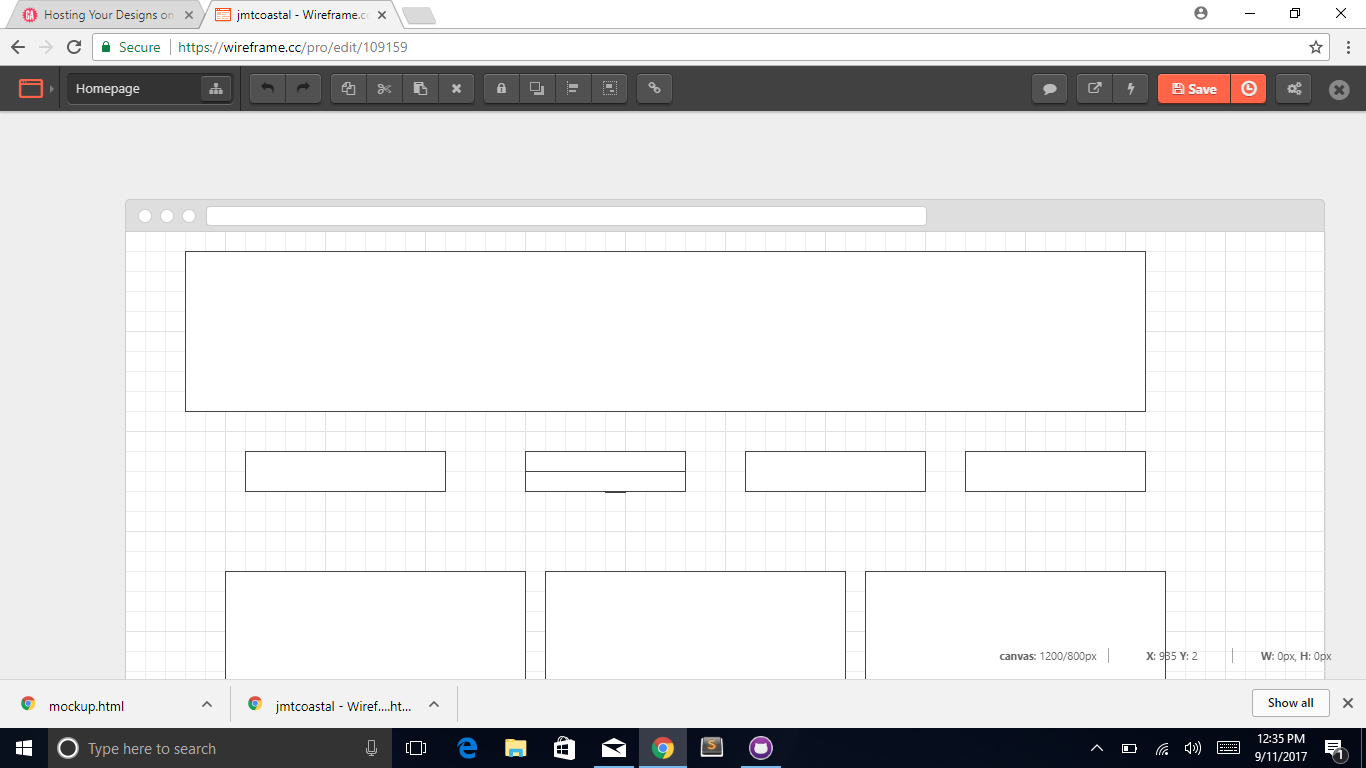 Hosting Your Designs on
jmtcoastal - Wireframe.c
Secure
https://wireframe.cc/pro/edit/109159
Homepage
Save
canvas: 1200/800px
X: 935 Y: 2
W: 0px, H: 0px
mockup.html
jmtcoastal - Wiref....ht...
Show all
Type here to search
S
12:35 PM
9/11/2017
1